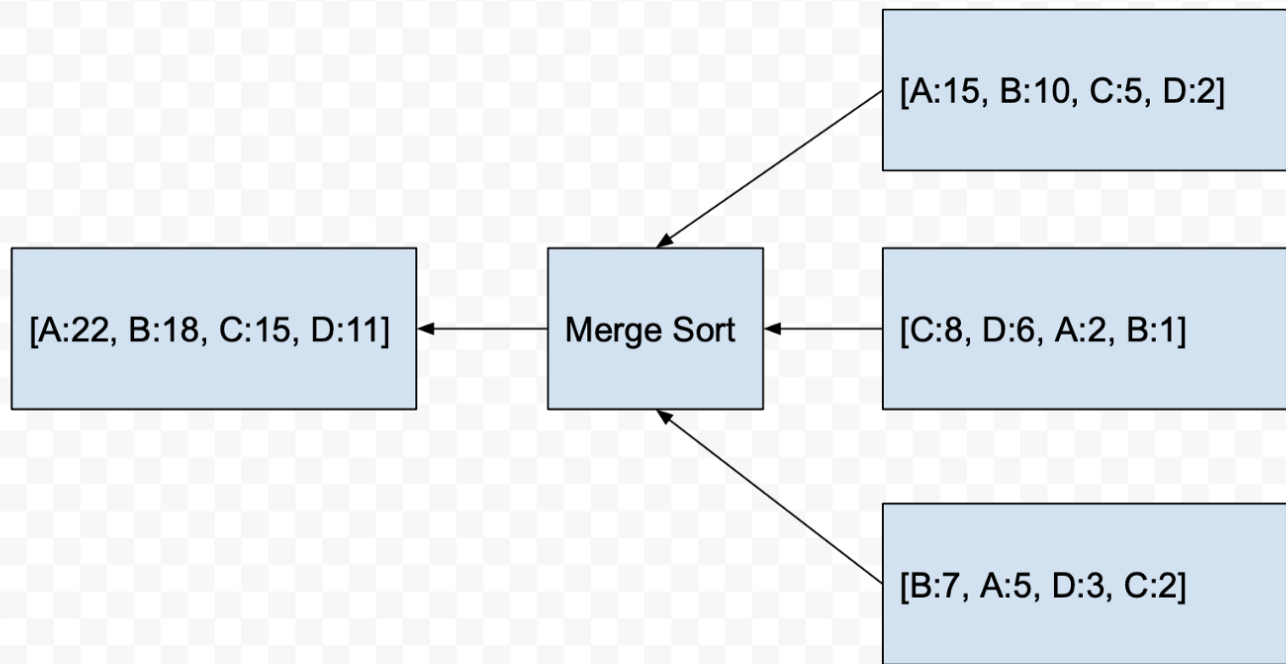 [A:15, B:10, C:5, D:2]
[A:22, B:18, C:15, D:11]
Merge Sort
[C:8, D:6, A:2, B:1]
[B:7, A:5, D:3, C:2]